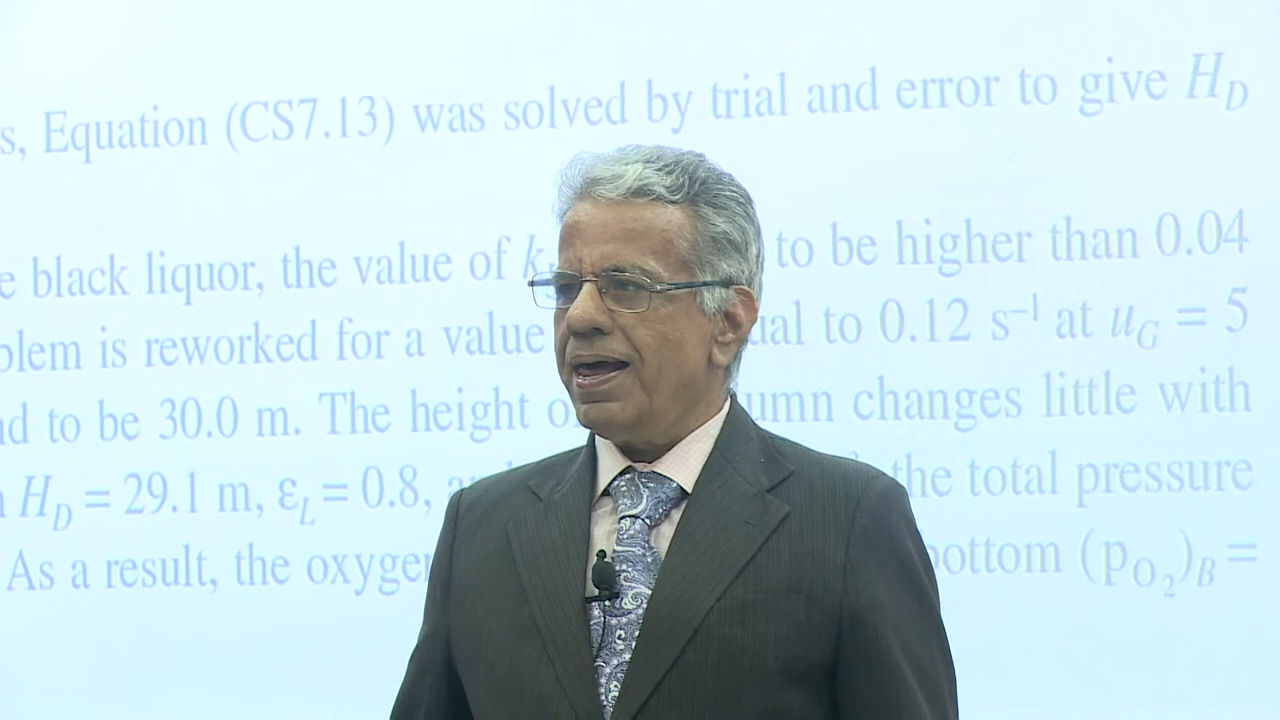 s, Equation (CS7.13) was solved by trial and error to give H_D
e black liquor, the value of k to be higher than 0.04
blem is reworked for a value ual to 0.12 s⁻¹ at u_G = 5
nd to be 30.0 m. The height o umn changes little with
H_D = 29.1 m, ε_L = 0.8, the total pressure
As a result, the oxygen bottom (p_O₂)_B =